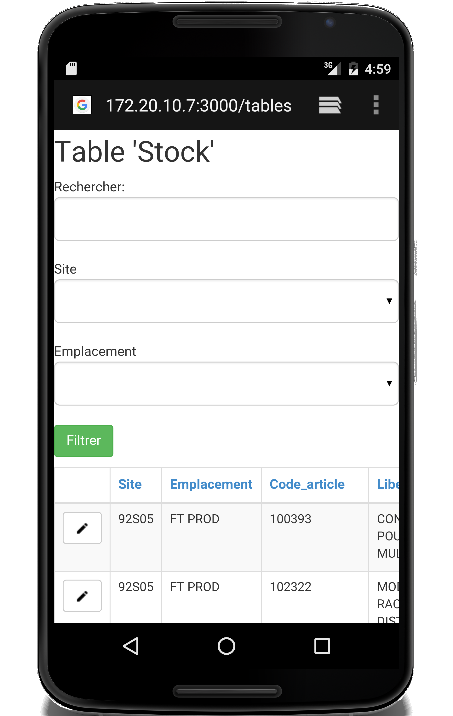 3G 4:59
G 172.20.10.7:3000/tables
Table 'Stock'
Rechercher:
Site
Emplacement
Filtrer
Site Emplacement Code_article Libe
92S05 FT PROD 100393 CON
POU
MUL
92S05 FT PROD 102322 MOD
RAC
DIST